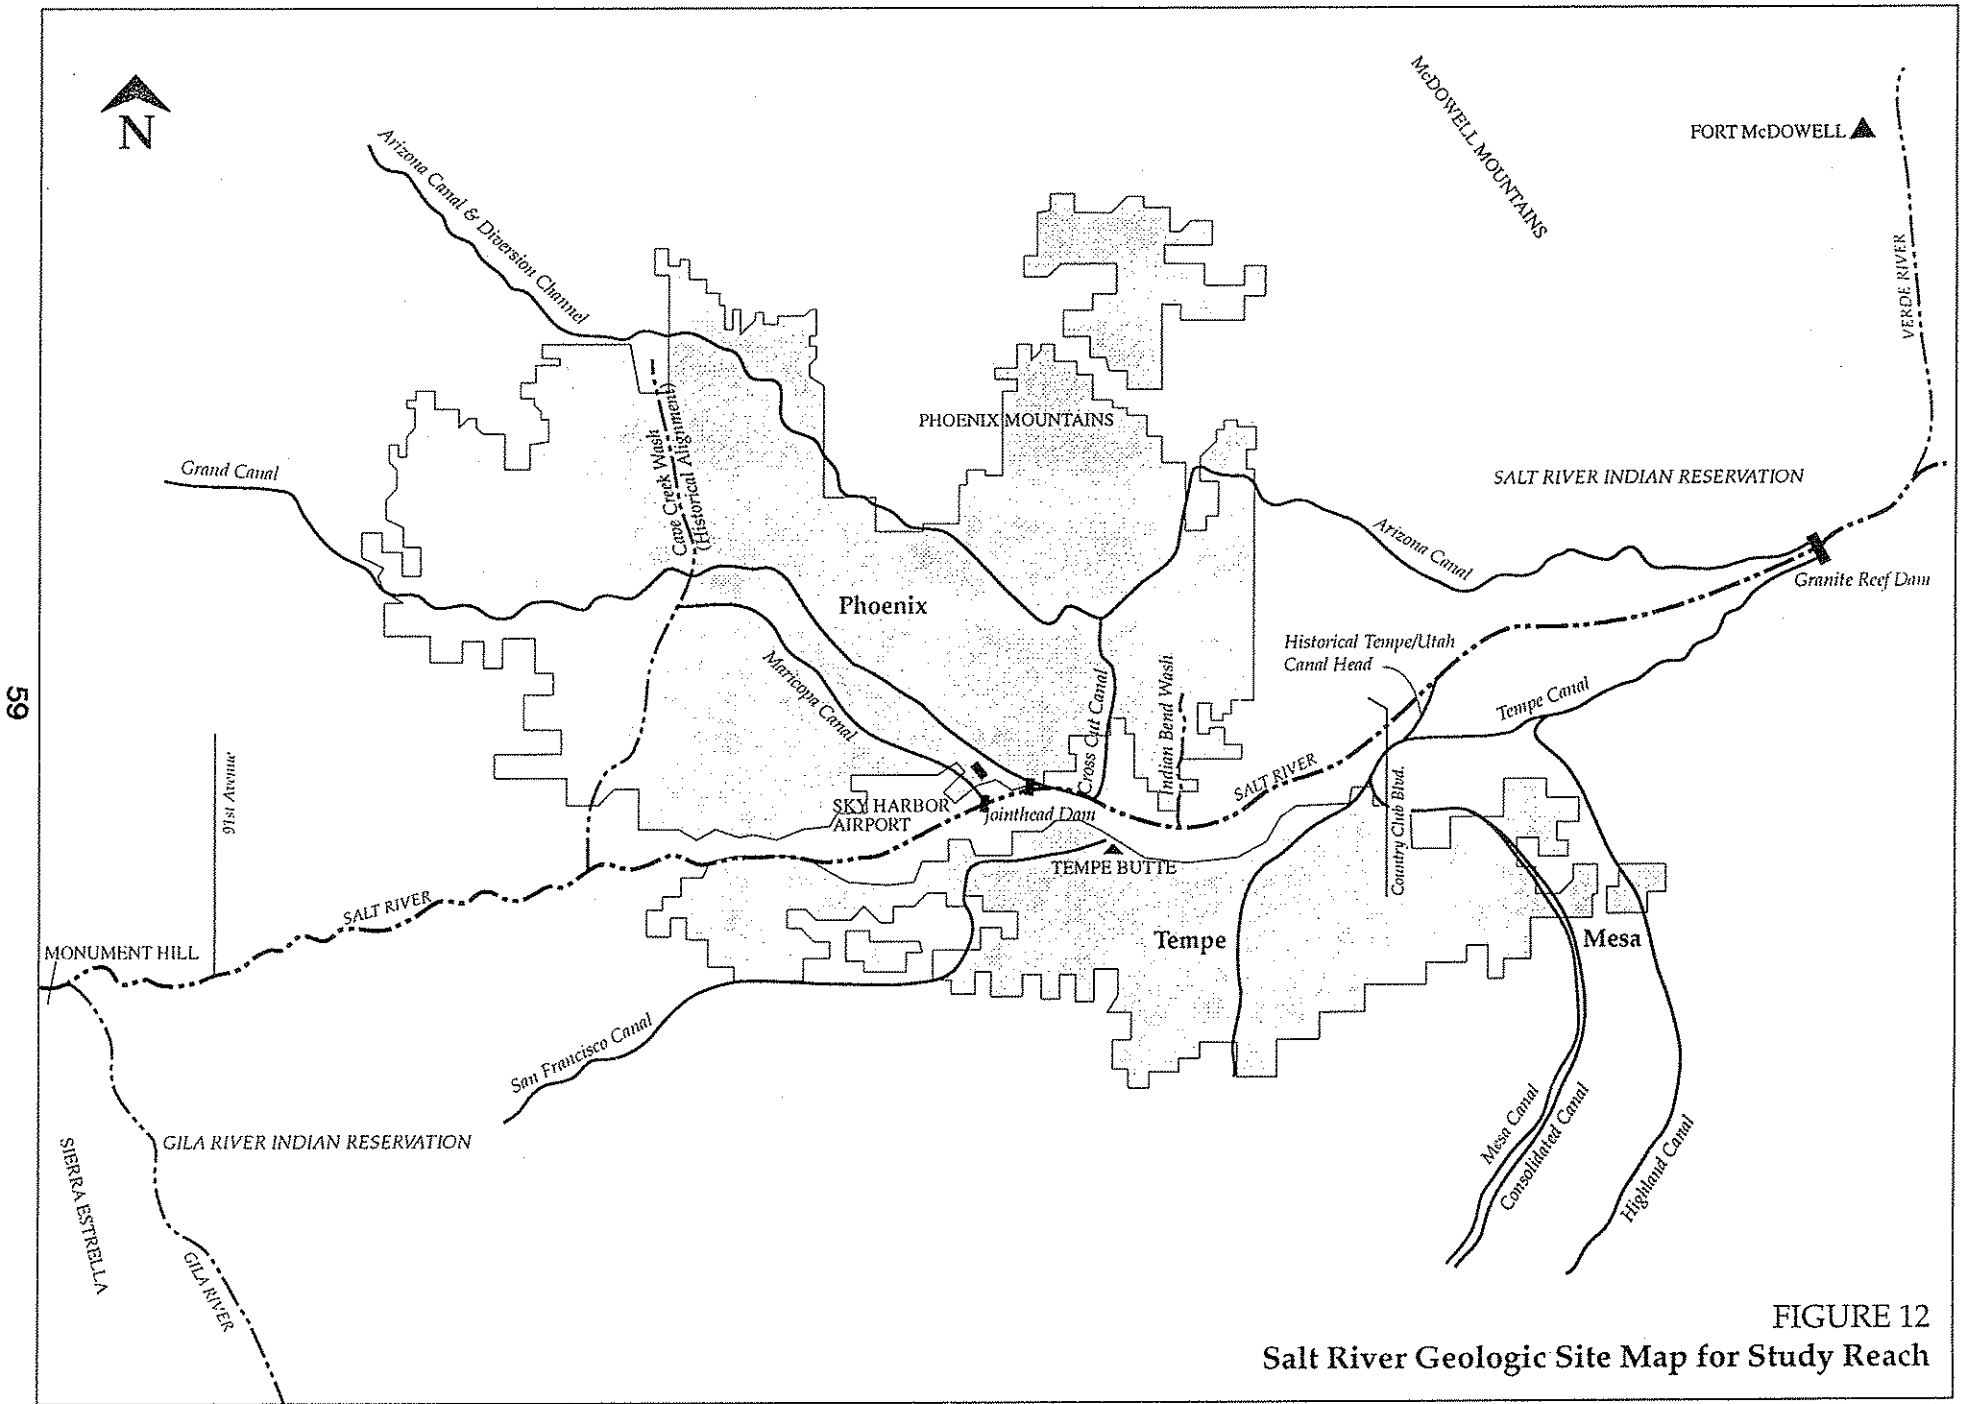 N
McDOWELL MOUNTAINS
FORT McDOWELL
Arizona Canal & Diversion Channel
VERDE RIVER
PHOENIX MOUNTAINS
Grand Canal
Cave Creek Wash
(Historical Alignment)
SALT RIVER INDIAN RESERVATION
Arizona Canal
Granite Reef Dam
Phoenix
Historical Tempe/Utah
Canal Head
Maricopa Canal
Cross Cut Canal
Indian Bend Wash
Tempe Canal
59
91st Avenue
SALT RIVER
SKY HARBOR
AIRPORT
Jointhead Dam
Country Club Blvd.
TEMPE BUTTE
SALT RIVER
Tempe
Mesa
MONUMENT HILL
San Francisco Canal
Mesa Canal
Consolidated Canal
Highland Canal
GILA RIVER INDIAN RESERVATION
SIERRA ESTRELLA
GILA RIVER
FIGURE 12
Salt River Geologic Site Map for Study Reach